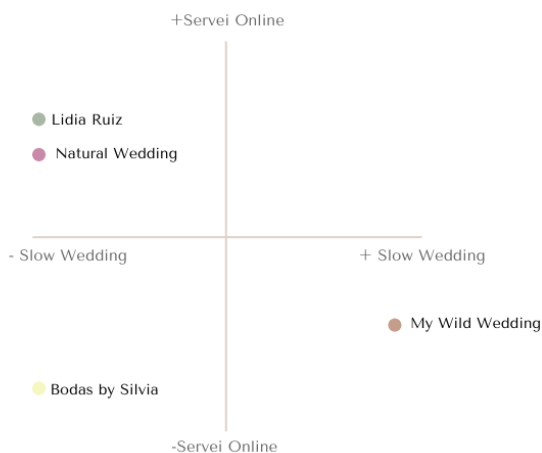 +Servei Online
Lidia Ruiz
Natural Wedding
- Slow Wedding
+ Slow Wedding
My Wild Wedding
Bodas by Silvia
-Servei Online